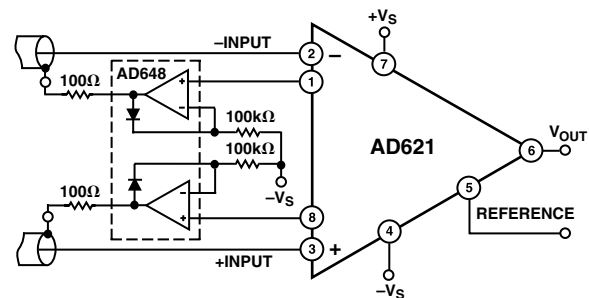 +VS
–INPUT
2
–
7
100Ω
AD648
+
1
–
100kΩ
AD621
VOUT
6
100Ω
100kΩ
–
–VS
5
+
8
4
REFERENCE
3
+
+INPUT
–VS